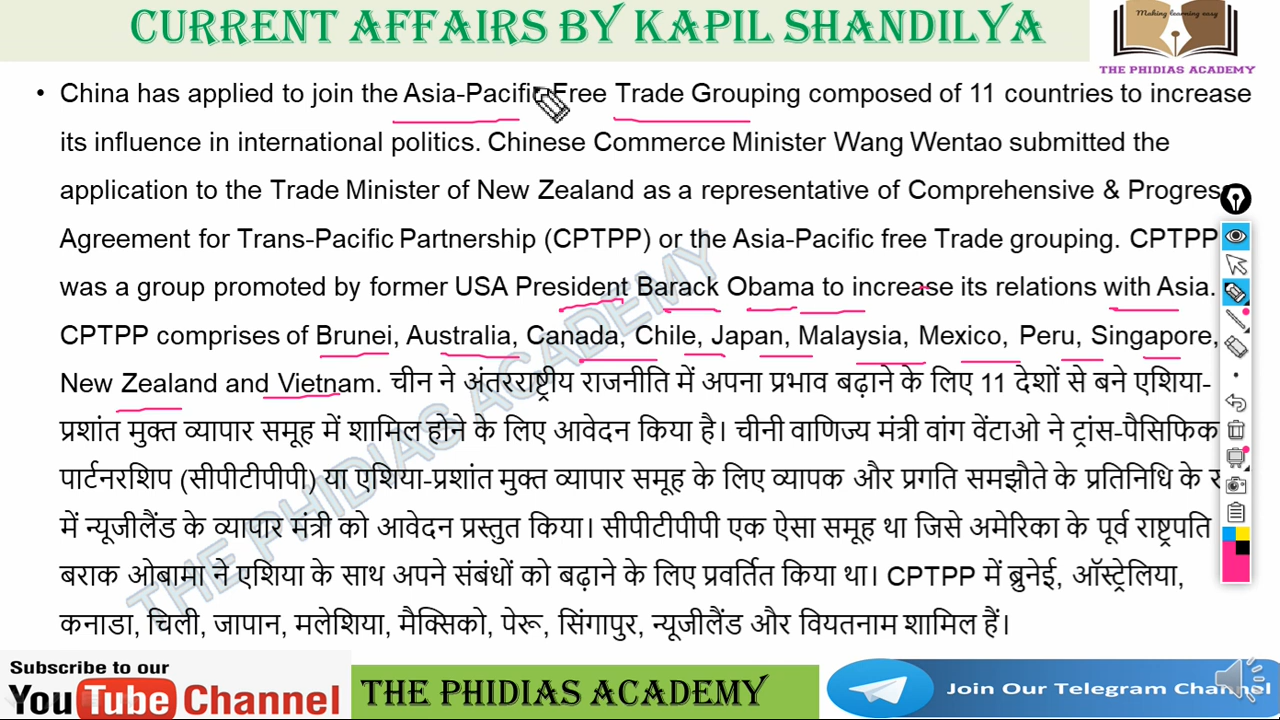 CURRENT AFFAIRS BY KAPIL SHANDILYA
Making learning easy
THE PHIDIAS ACADEMY
• China has applied to join the Asia-Pacific Free Trade Grouping composed of 11 countries to increase
its influence in international politics. Chinese Commerce Minister Wang Wentao submitted the
application to the Trade Minister of New Zealand as a representative of Comprehensive & Progres
Agreement for Trans-Pacific Partnership (CPTPP) or the Asia-Pacific free Trade grouping. CPTPP
was a group promoted by former USA President Barack Obama to increase its relations with Asia.
CPTPP comprises of Brunei, Australia, Canada, Chile, Japan, Malaysia, Mexico, Peru, Singapore,
New Zealand and Vietnam. चीन ने अंतरराष्ट्रीय राजनीति में अपना प्रभाव बढ़ाने के लिए 11 देशों से बने एशिया-
प्रशांत मुक्त व्यापार समूह में शामिल होने के लिए आवेदन किया है। चीनी वाणिज्य मंत्री वांग वेंटाओ ने ट्रांस-पैसिफिक
पार्टनरशिप (सीपीटीपीपी) या एशिया-प्रशांत मुक्त व्यापार समूह के लिए व्यापक और प्रगति समझौते के प्रतिनिधि के
में न्यूजीलैंड के व्यापार मंत्री को आवेदन प्रस्तुत किया। सीपीटीपीपी एक ऐसा समूह था जिसे अमेरिका के पूर्व राष्ट्रपति
बराक ओबामा ने एशिया के साथ अपने संबंधों को बढ़ाने के लिए प्रवर्तित किया था। CPTPP में ब्रुनेई, ऑस्ट्रेलिया,
कनाडा, चिली, जापान, मलेशिया, मैक्सिको, पेरू, सिंगापुर, न्यूजीलैंड और वियतनाम शामिल हैं।
THE PHIDIAS ACADEMY
Subscribe to our
YouTube Channel
THE PHIDIAS ACADEMY
Join Our Telegram Channel